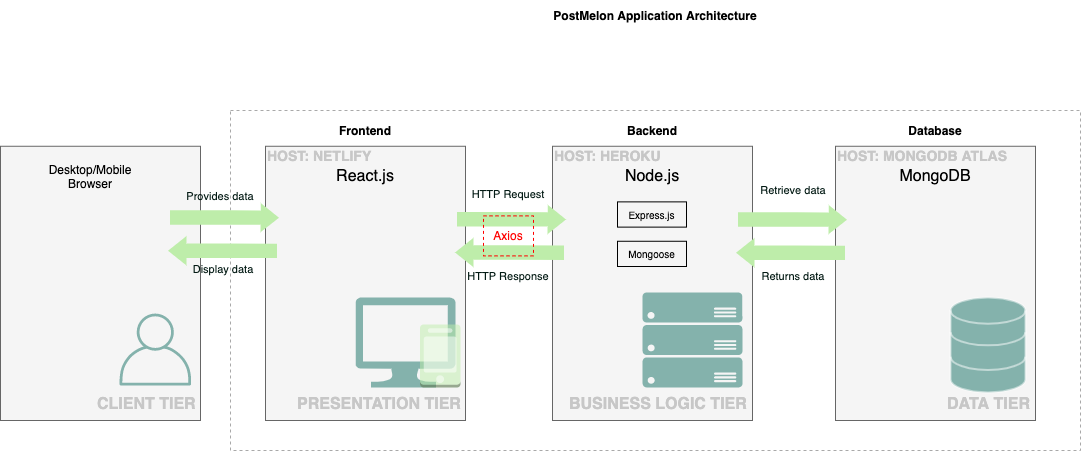 PostMelon Application Architecture
Frontend
Backend
Database
Desktop/Mobile
Browser
Provides data
Display data
CLIENT TIER
HOST: NETLIFY
React.js
PRESENTATION TIER
HTTP Request
Axios
HTTP Response
HOST: HEROKU
Node.js
Express.js
Mongoose
BUSINESS LOGIC TIER
Retrieve data
Returns data
HOST: MONGODB ATLAS
MongoDB
DATA TIER